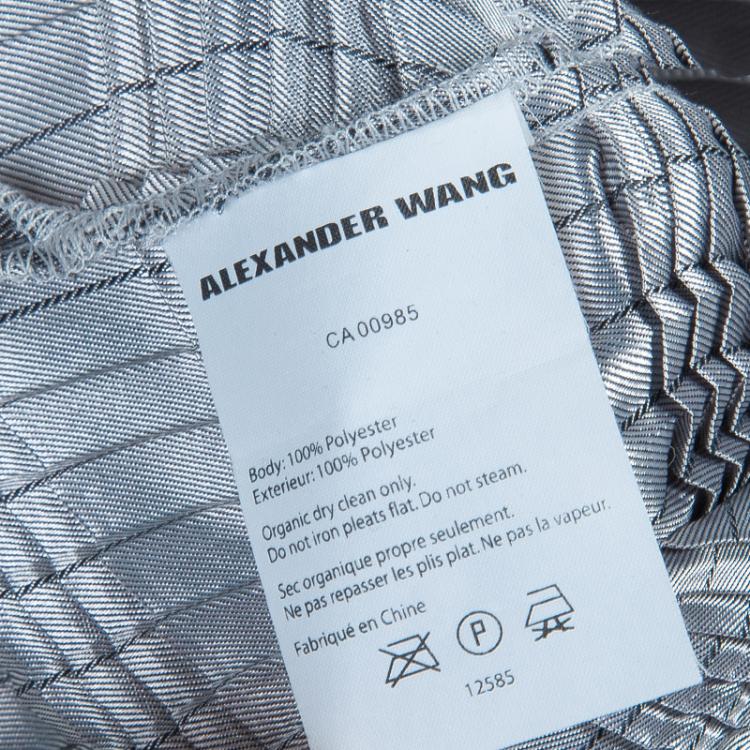 ALEXANDER WANG
CA 00985
Body: 100% Polyester
Exterieur: 100% Polyester
Organic dry clean only.
Do not iron pleats flat. Do not steam.
Sec organique propre seulement.
Ne pas repasser les plis plat. Ne pas la vapeur.
Fabriqué en Chine
P
12585